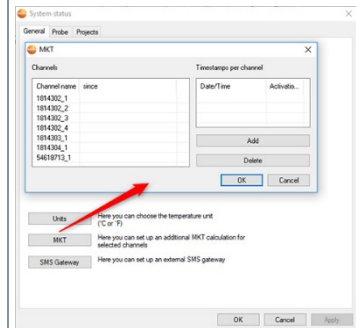 System status
General Probe Projects
MKT
Channels
Timestamps per channel
Channel name since
Date/Time Activatio...
1814302_1
1814302_2
1814302_3
1814302_4
1814303_1
1814304_1
54618713_1
Add
Delete
OK Cancel
Units
Here you can choose the temperature unit
(°C or °F)
MKT
Here you can set up an additional MKT calculation for
selected channels
SMS Gateway
Here you can set up an external SMS gateway
OK Cancel Apply